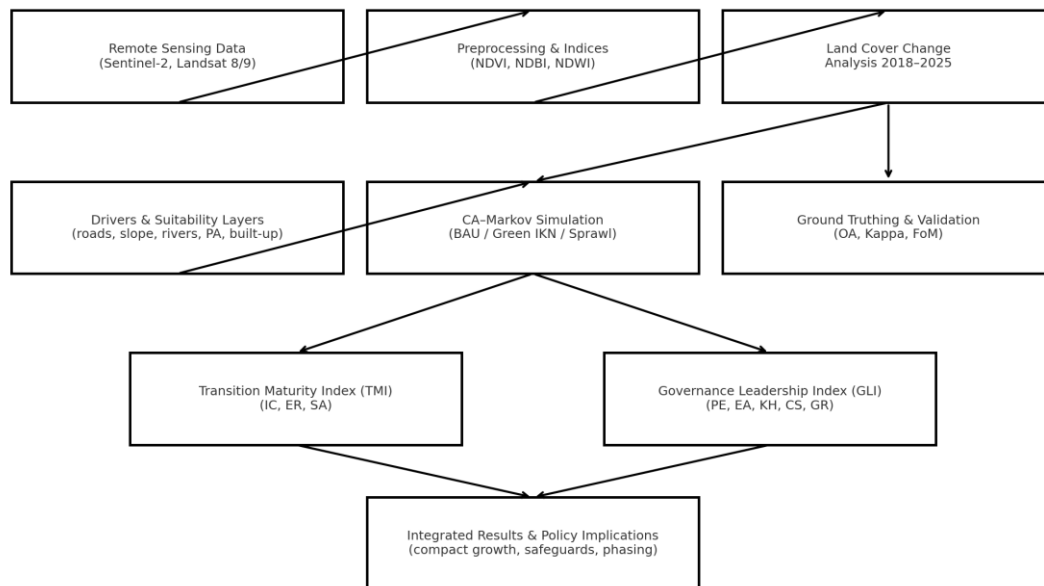 Remote Sensing Data
(Sentinel-2, Landsat 8/9)
Preprocessing & Indices
(NDVI, NDBI, NDWI)
Land Cover Change
Analysis 2018–2025
Drivers & Suitability Layers
(roads, slope, rivers, PA, built-up)
CA–Markov Simulation
(BAU / Green IKN / Sprawl)
Ground Truthing & Validation
(OA, Kappa, FoM)
Transition Maturity Index (TMI)
(IC, ER, SA)
Governance Leadership Index (GLI)
(PE, EA, KH, CS, GR)
Integrated Results & Policy Implications
(compact growth, safeguards, phasing)